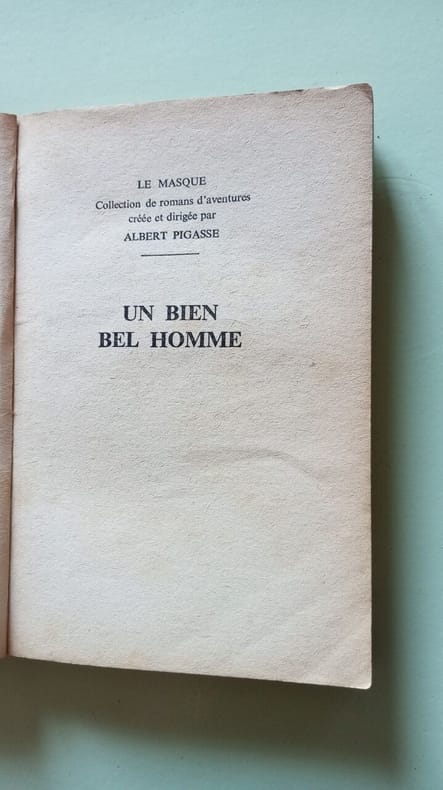 LE MASQUE
Collection de romans d'aventures
créée et dirigée par
ALBERT PIGASSE
UN BIEN
BEL HOMME